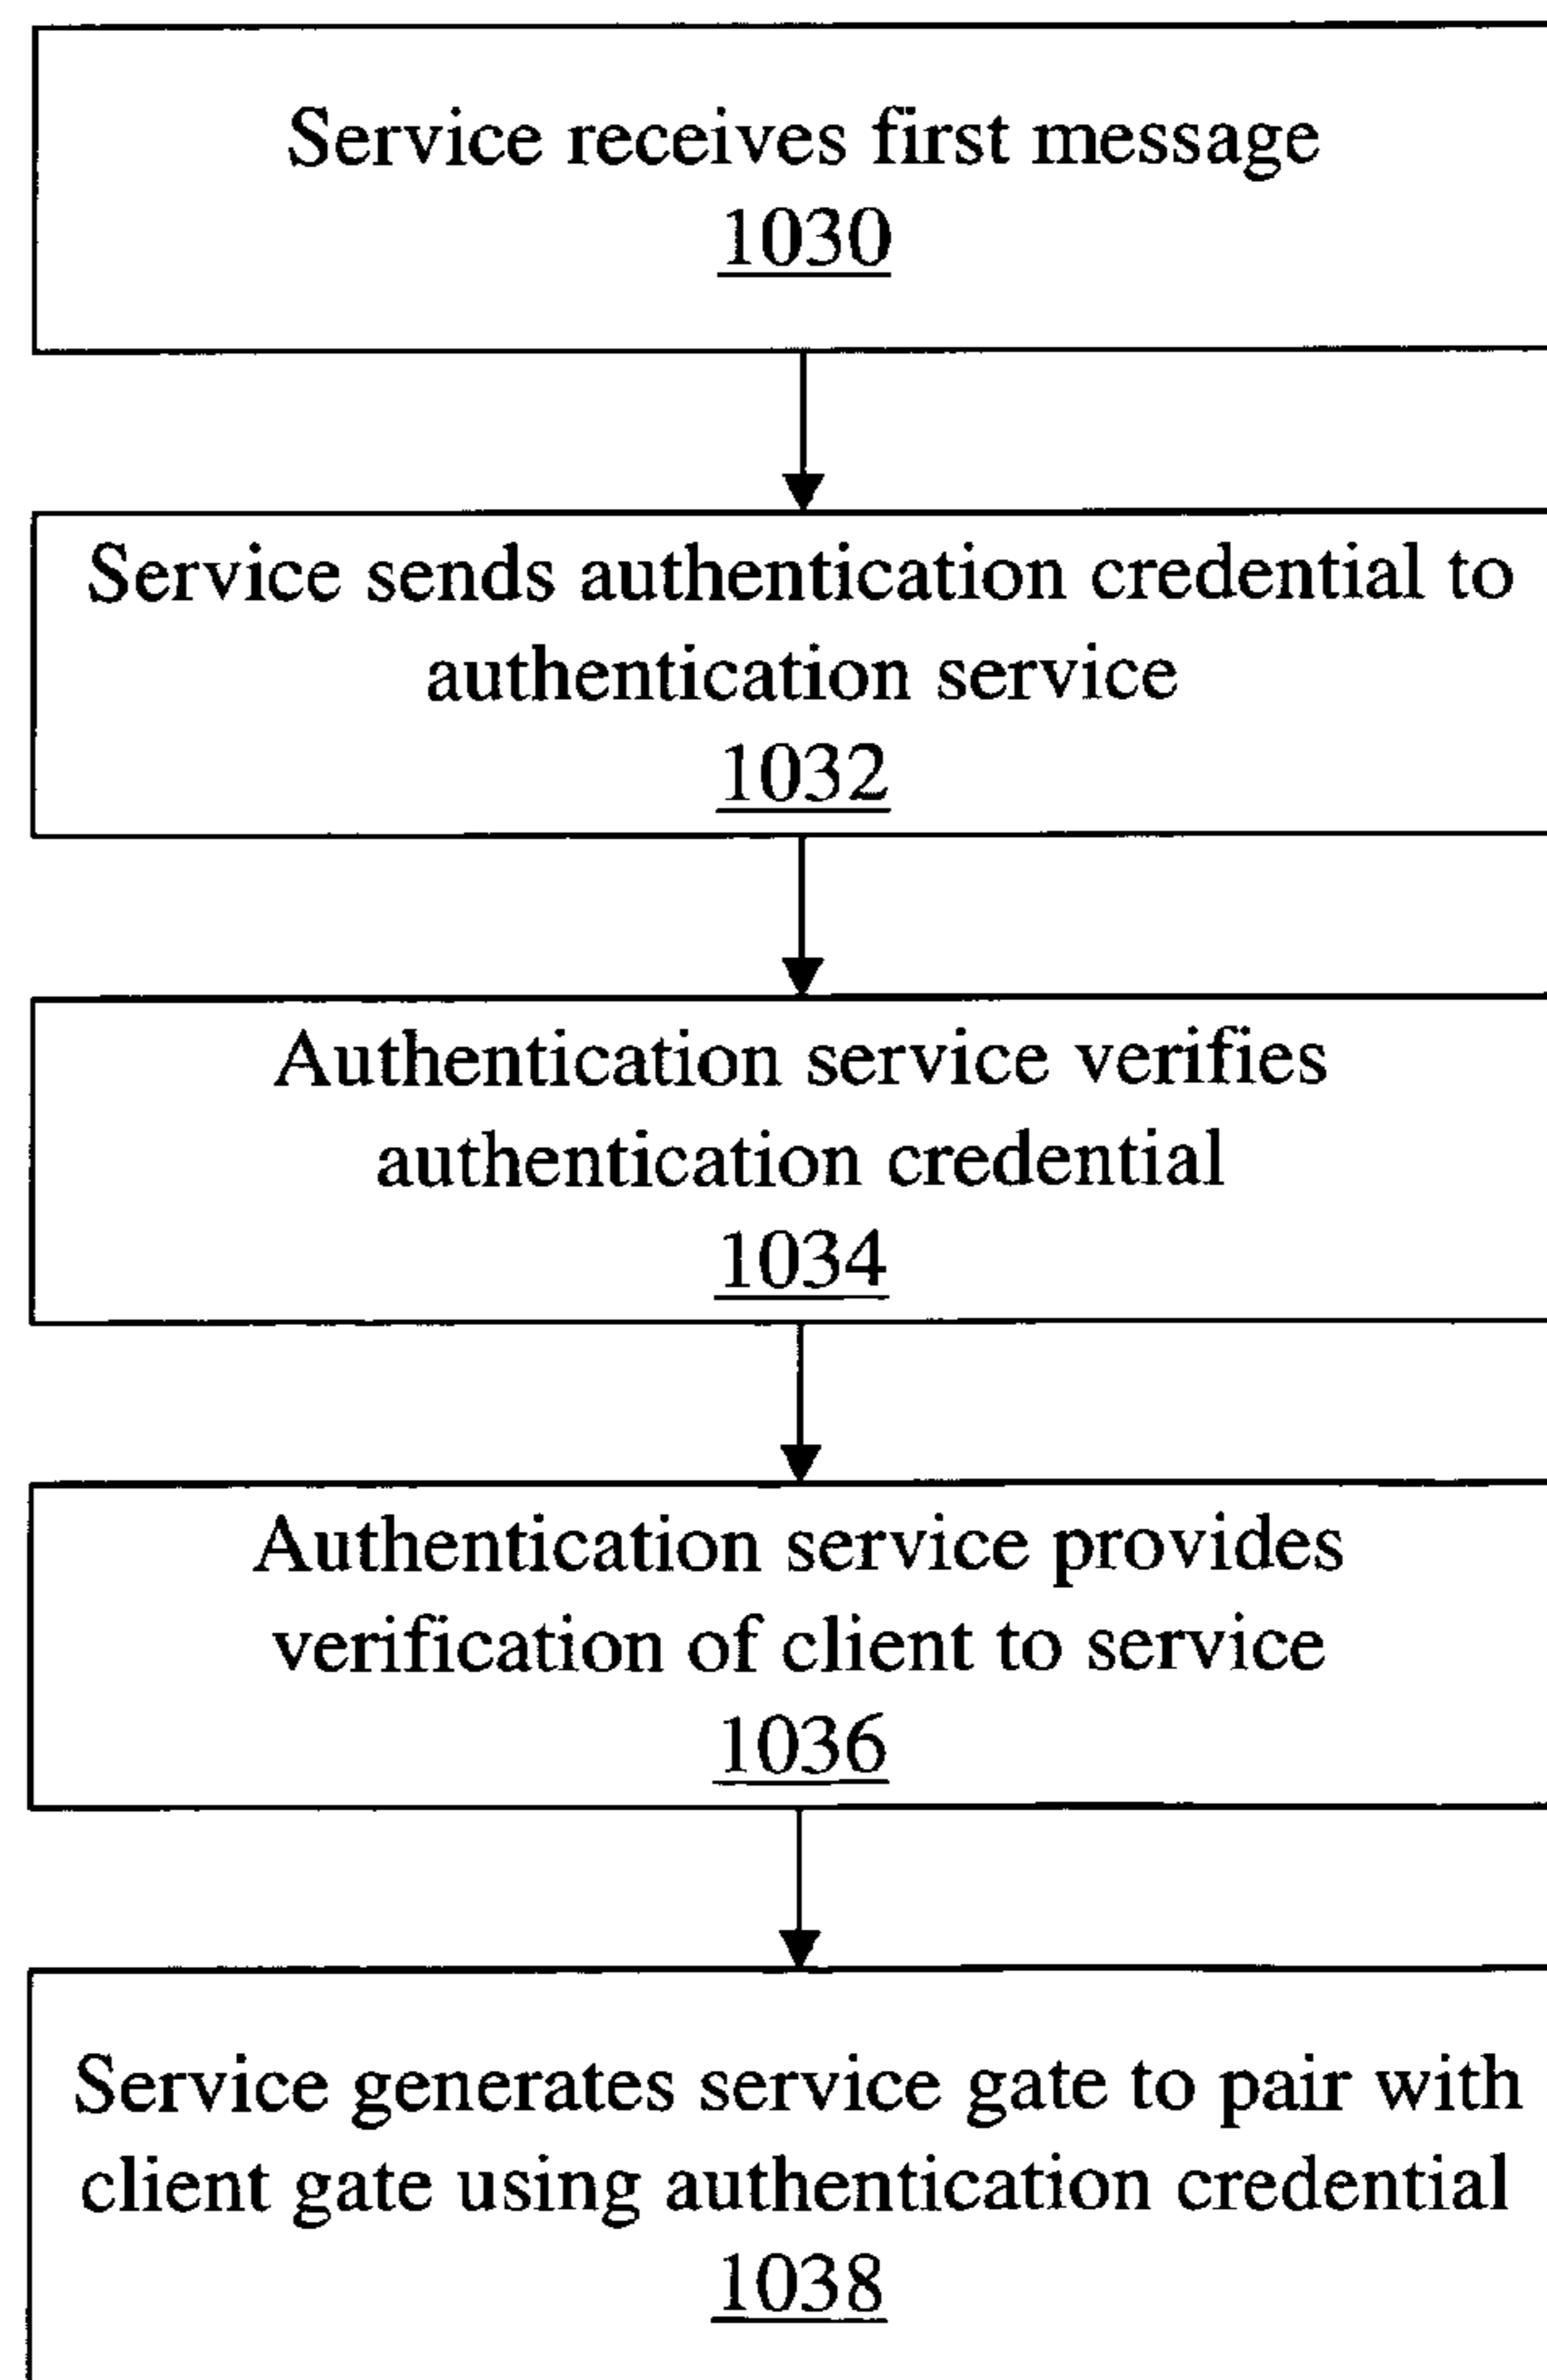 Service receives first message
1030
Service sends authentication credential to
authentication service
1032
Authentication service verifies
authentication credential
1034
Authentication service provides
verification of client to service
1036
Service generates service gate to pair with
client gate using authentication credential
1038